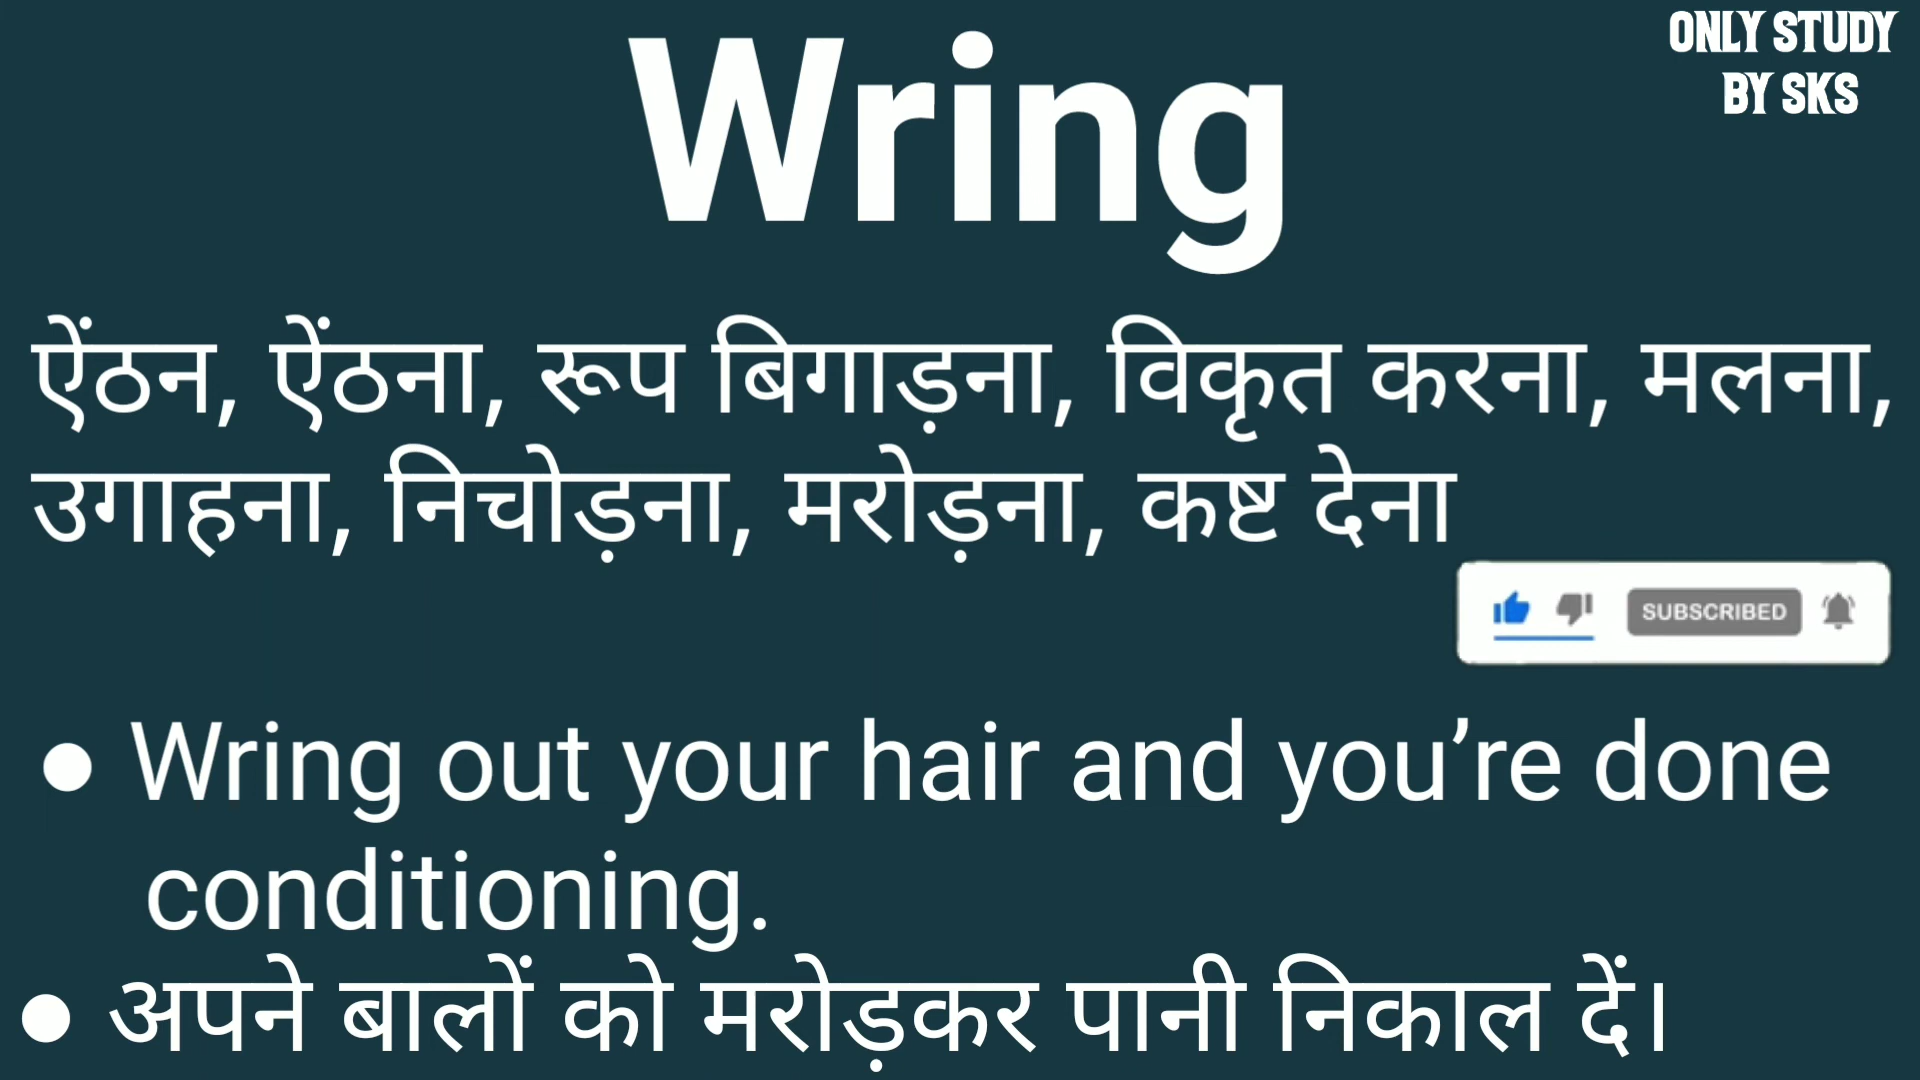 ONLY STUDY
BY SKS
Wring
ऐंठन, ऐंठना, रूप बिगाड़ना, विकृत करना, मलना,
उगाहना, निचोड़ना, मरोड़ना, कष्ट देना
SUBSCRIBED
● Wring out your hair and you’re done
conditioning.
● अपने बालों को मरोड़कर पानी निकाल दें।